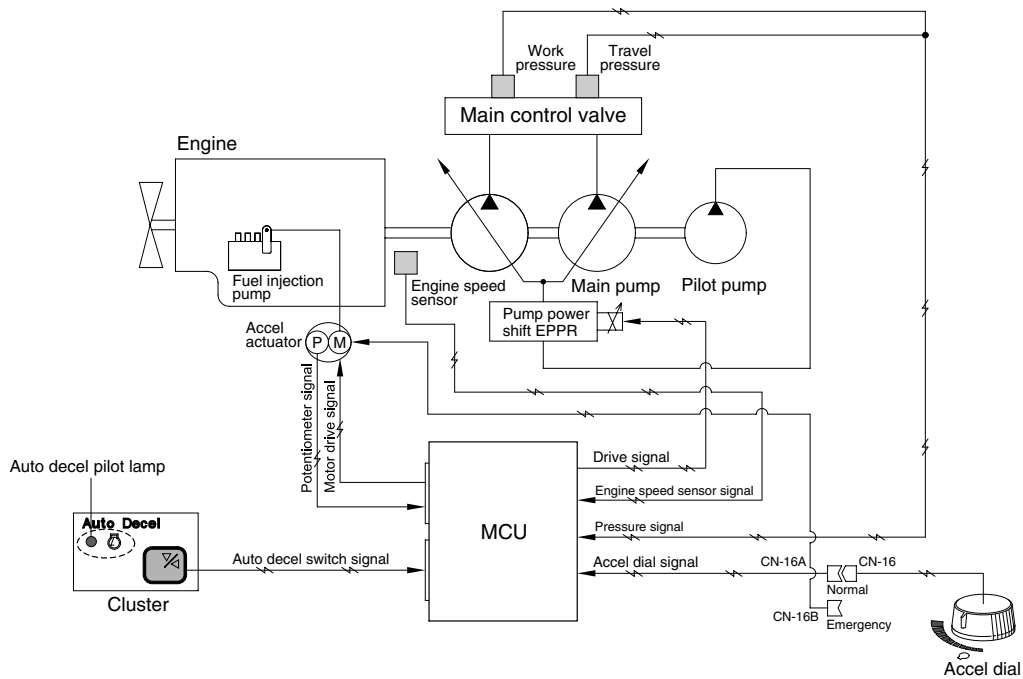 Work
pressure
Travel
pressure
Main control valve
Engine
Fuel injection
pump
Engine speed
sensor
Main pump
Pilot pump
Pump power
shift EPPR
Accel
actuator
P
M
Potentiometer signal
Motor drive signal
Drive signal
Engine speed sensor signal
MCU
Pressure signal
Accel dial signal
CN-16A
CN-16
Normal
CN-16B
Emergency
Auto decel pilot lamp
Auto Decel
Auto decel switch signal
Cluster
Accel dial